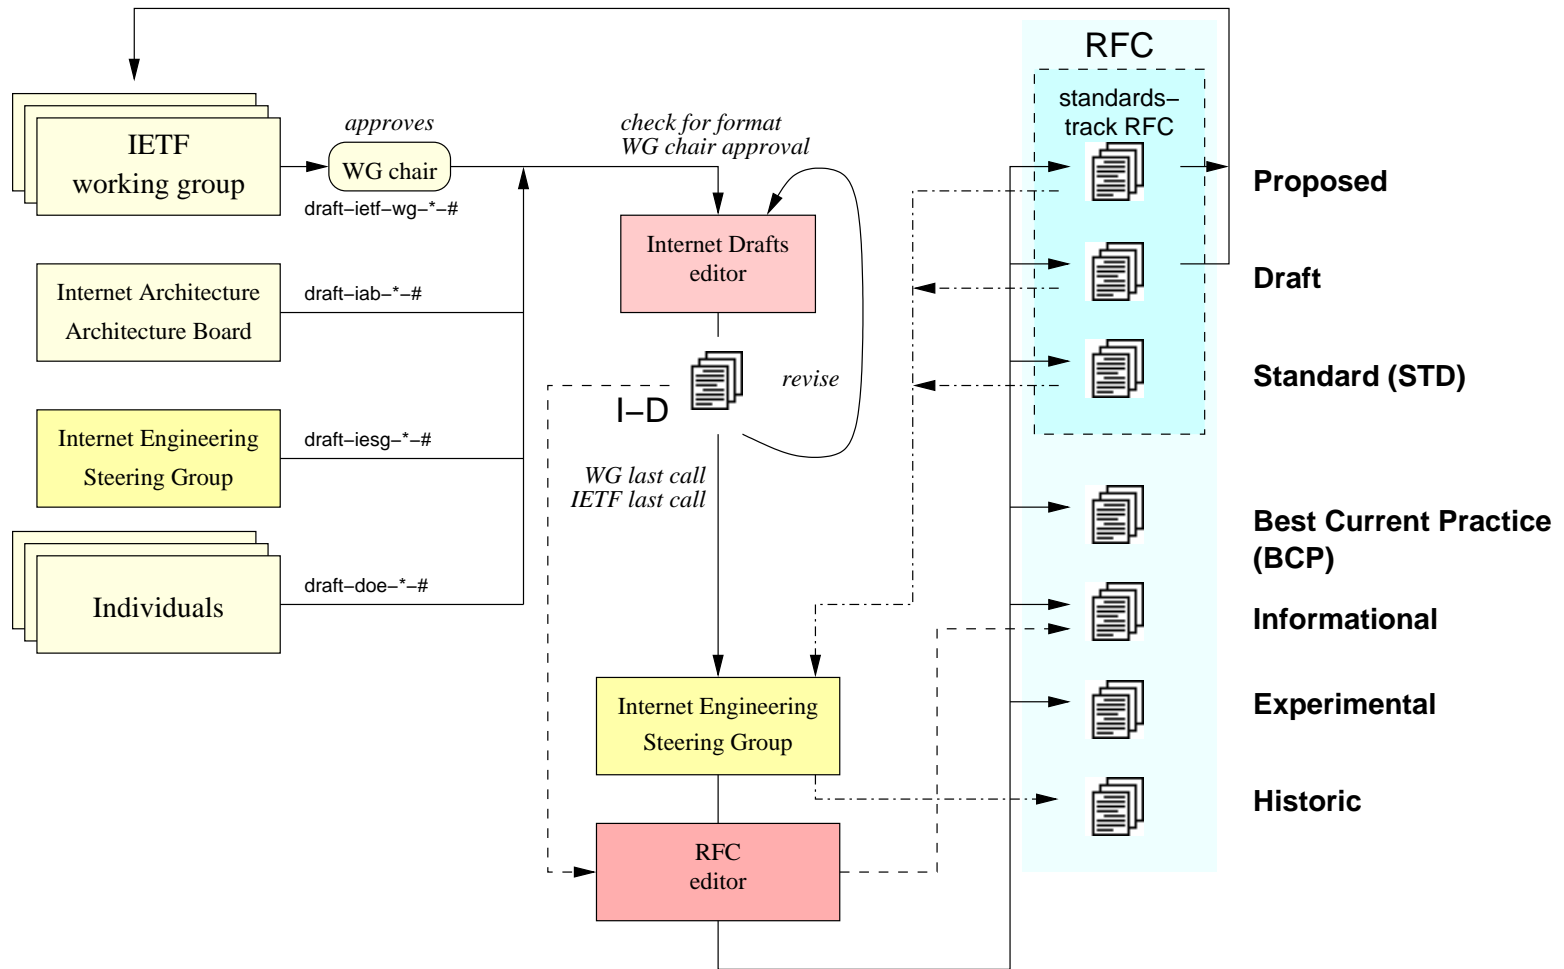 RFC
standards–
track RFC
IETF
working group
approves
WG chair
draft–ietf–wg–*–#
check for format
WG chair approval
Internet Drafts
editor
Internet Architecture
Architecture Board
draft–iab–*–#
revise
I–D
Internet Engineering
Steering Group
draft–iesg–*–#
WG last call
IETF last call
Individuals
draft–doe–*–#
Internet Engineering
Steering Group
RFC
editor
Proposed
Draft
Standard (STD)
Best Current Practice
(BCP)
Informational
Experimental
Historic